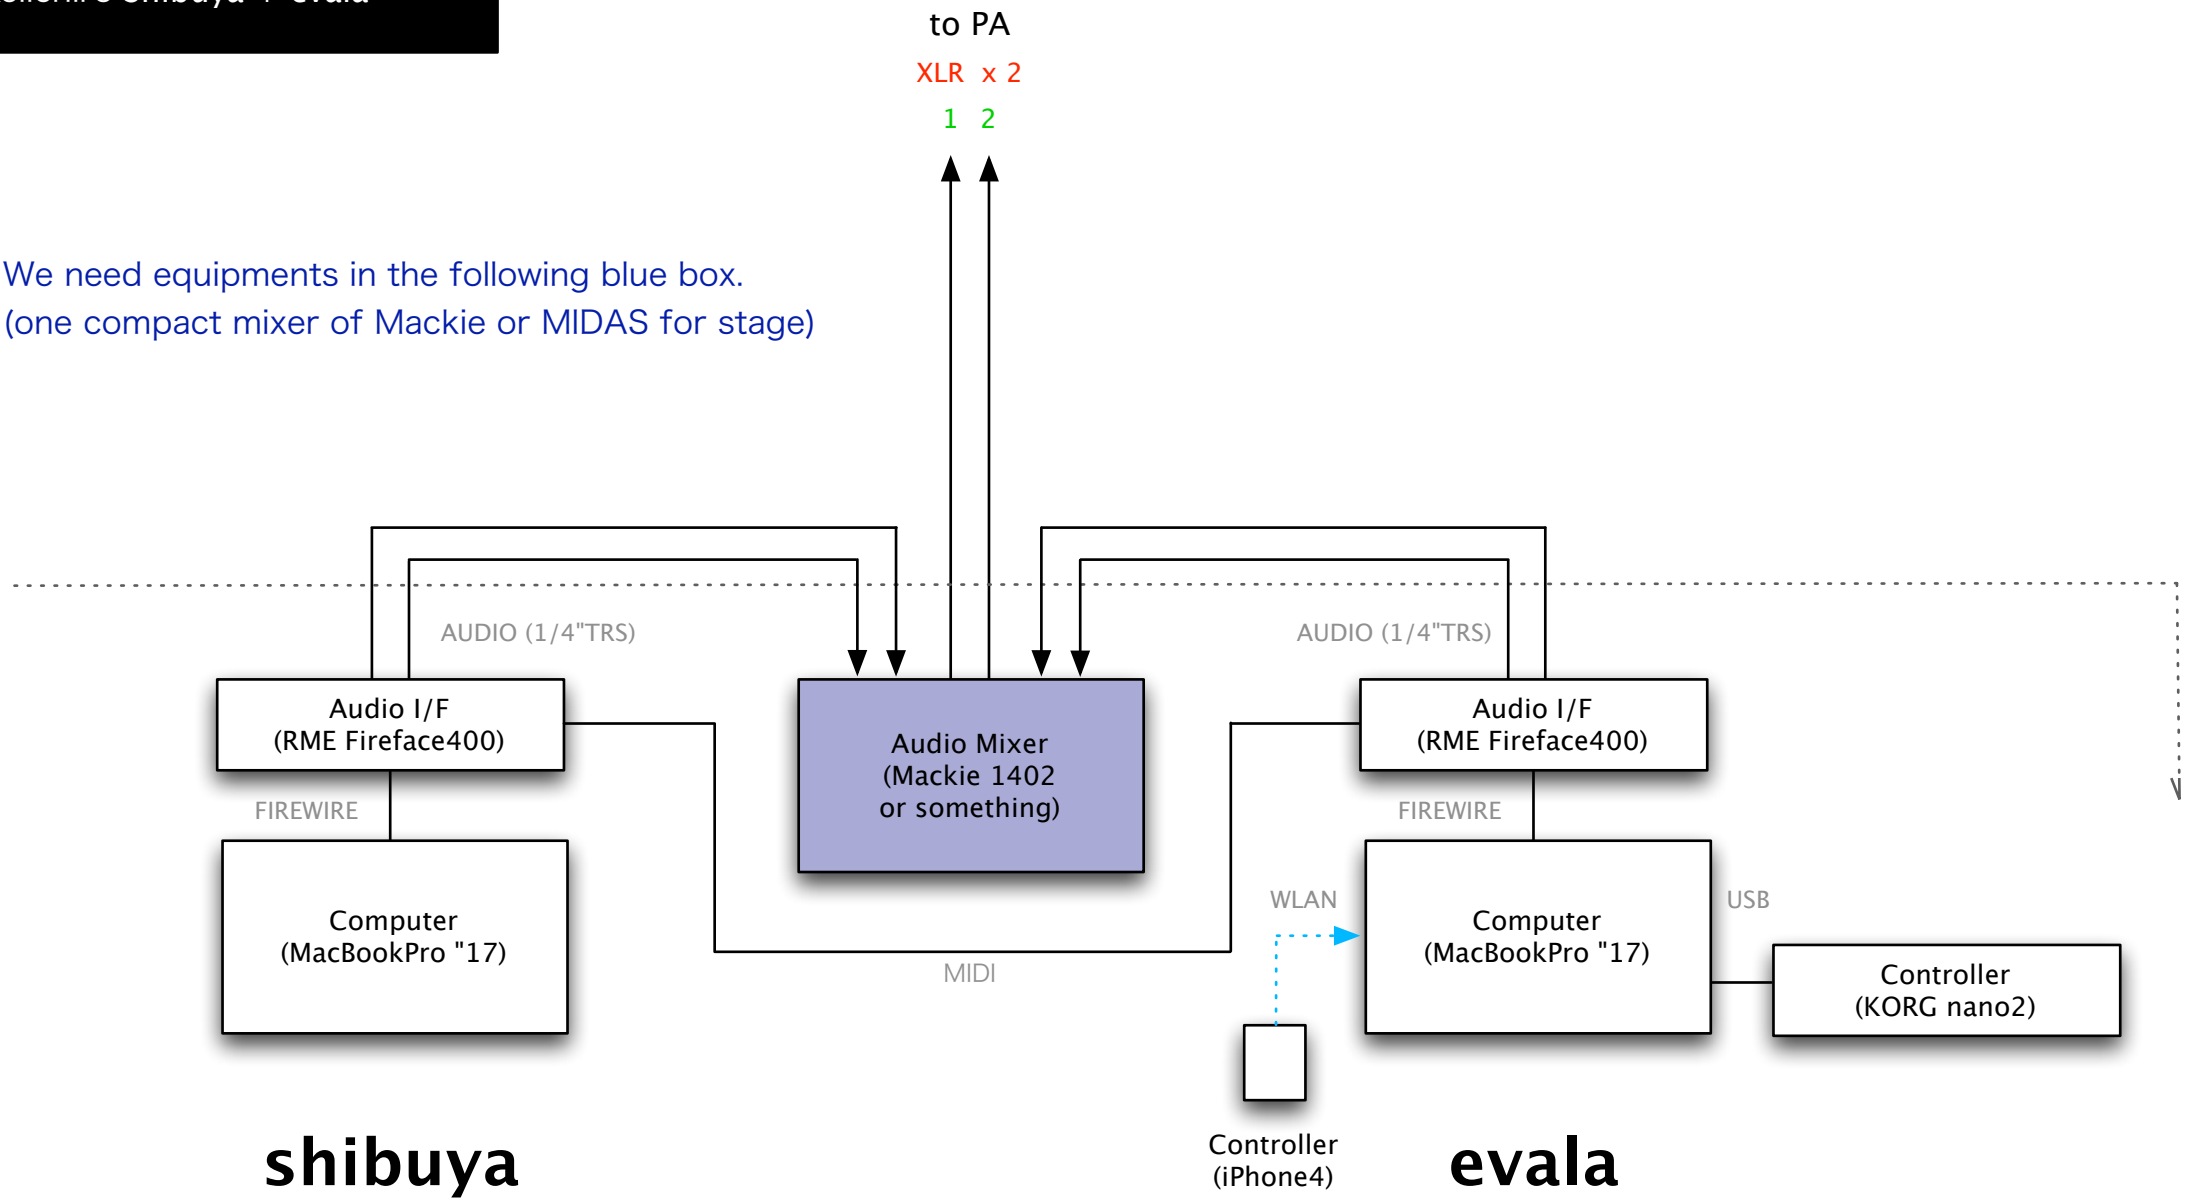 Shibuya + evala
to PA
XLR x 2
1 2
We need equipments in the following blue box.
(one compact mixer of Mackie or MIDAS for stage)
AUDIO (1/4"TRS)
AUDIO (1/4"TRS)
Audio I/F
(RME Fireface400)
Audio Mixer
(Mackie 1402
or something)
Audio I/F
(RME Fireface400)
FIREWIRE
FIREWIRE
Computer
(MacBookPro "17)
MIDI
WLAN
Computer
(MacBookPro "17)
USB
Controller
(KORG nano2)
Controller
(iPhone4)
shibuya
evala